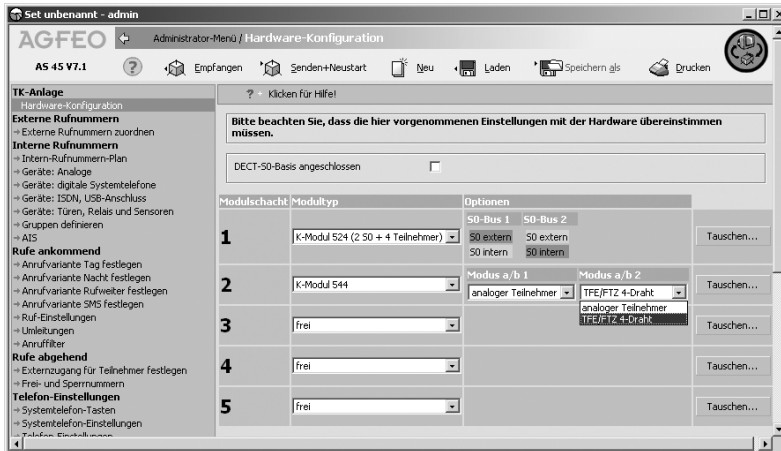 Set unbenannt - admin
AGFEO
Administrator-Menü / Hardware-Konfiguration
AS 45 V7.1
?
Empfangen
Senden+Neustart
Neu
Laden
Speichern als
Drucken
TK-Anlage
Hardware-Konfiguration
Externe Rufnummern
Externe Rufnummern zuordnen
Interne Rufnummern
Intern-Rufnummern-Plan
Geräte: Analoge
Geräte: digitale Systemtelefone
Geräte: ISDN, USB-Anschluss
Geräte: Türen, Relais und Sensoren
Gruppen definieren
AIS
Rufe ankommend
Anrufvariante Tag festlegen
Anrufvariante Nacht festlegen
Anrufvariante Rufweiter festlegen
Anrufvariante SMS festlegen
Ruf-Einstellungen
Umleitungen
Anruffilter
Rufe abgehend
Externzugang für Teilnehmer festlegen
Frei- und Sperrnummern
Telefon-Einstellungen
Systemtelefon-Tasten
Systemtelefon-Einstellungen
Telefon-Einstellungen
? Klicken für Hilfe!
Bitte beachten Sie, dass die hier vorgenommenen Einstellungen mit der Hardware übereinstimmen
müssen.
DECT-S0-Basis angeschlossen
Modulschacht Modultyp Optionen
S0-Bus 1 S0-Bus 2
1 K-Modul 524 (2 S0 + 4 Teilnehmer) S0 extern S0 extern Tauschen...
S0 intern S0 intern
Modus a/b 1 Modus a/b 2
2 K-Modul 544 analoger Teilnehmer TFE/FTZ 4-Draht Tauschen...
analoger Teilnehmer
TFE/FTZ 4-Draht
3 frei Tauschen...
4 frei Tauschen...
5 frei Tauschen...